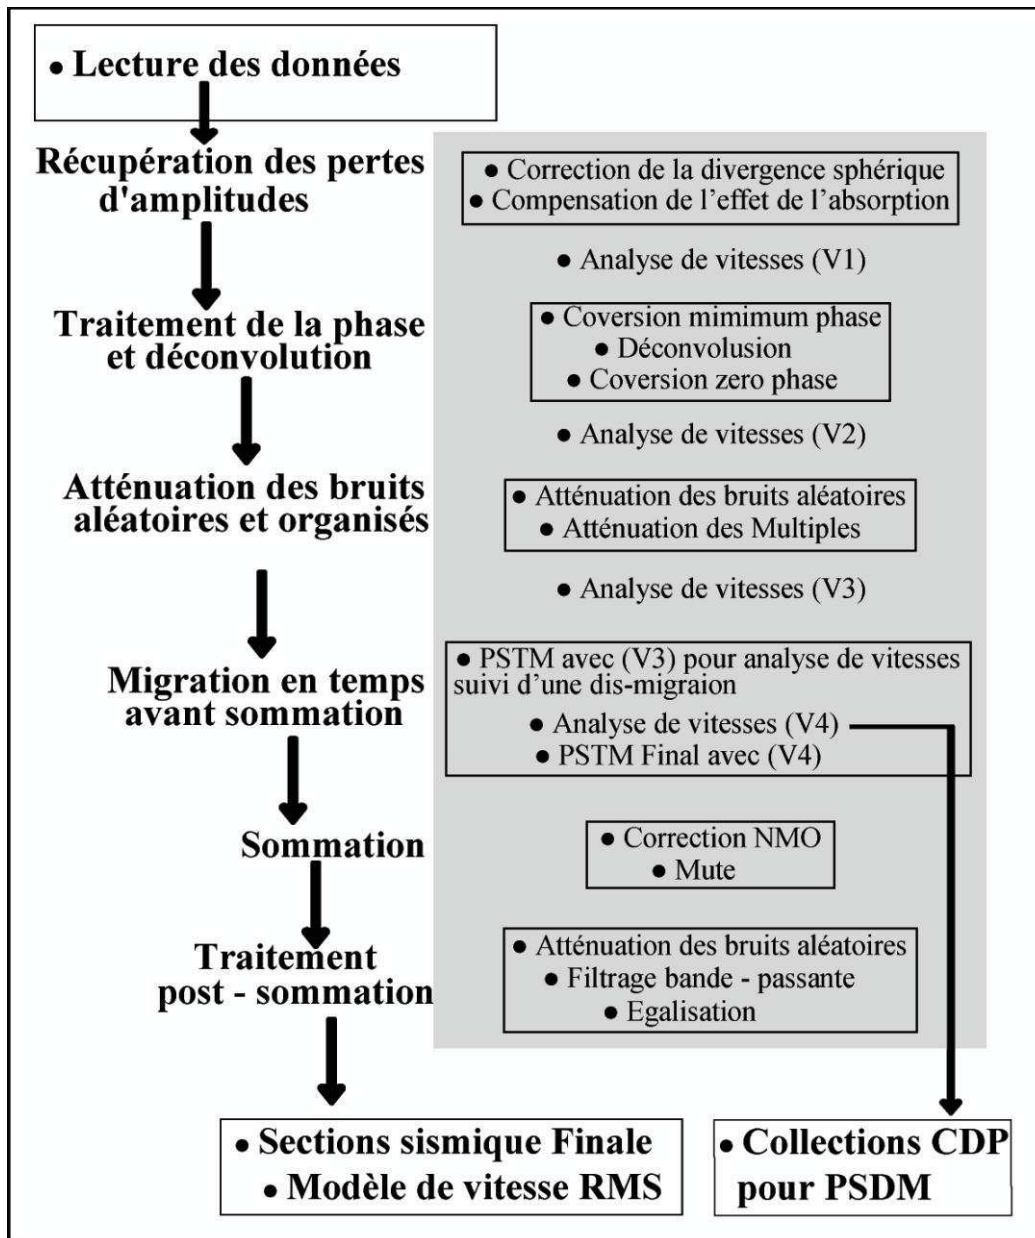 ● Lecture des données
Récupération des pertes
d'amplitudes
● Correction de la divergence sphérique
● Compensation de l’effet de l’absorption
● Analyse de vitesses (V1)
Traitement de la phase
et déconvolution
● Coversion mimimum phase
● Déconvolusion
● Coversion zero phase
● Analyse de vitesses (V2)
Atténuation des bruits
aléatoires et organisés
● Atténuation des bruits aléatoires
● Atténuation des Multiples
● Analyse de vitesses (V3)
Migration en temps
avant sommation
● PSTM avec (V3) pour analyse de vitesses
suivi d’une dis-migraion
● Analyse de vitesses (V4)
● PSTM Final avec (V4)
Sommation
● Correction NMO
● Mute
Traitement
post - sommation
● Atténuation des bruits aléatoires
● Filtrage bande - passante
● Egalisation
● Sections sismique Finale
● Modèle de vitesse RMS
● Collections CDP
pour PSDM